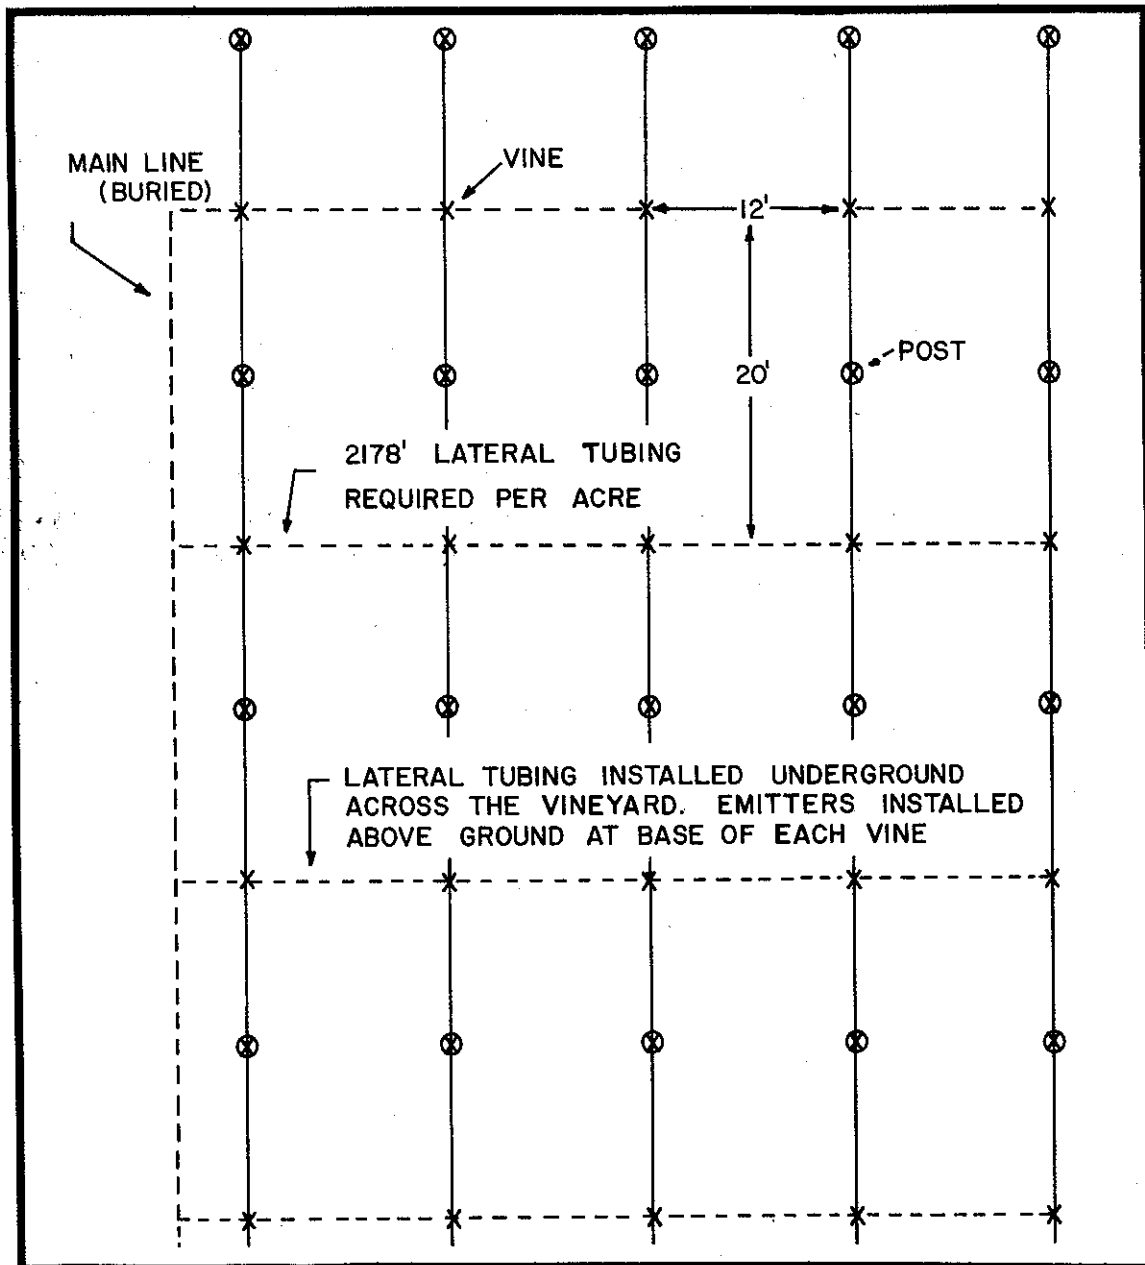 MAIN LINE
(BURIED)
VINE
12'
20'
POST
2178' LATERAL TUBING
REQUIRED PER ACRE
LATERAL TUBING INSTALLED UNDERGROUND
ACROSS THE VINEYARD. EMITTERS INSTALLED
ABOVE GROUND AT BASE OF EACH VINE